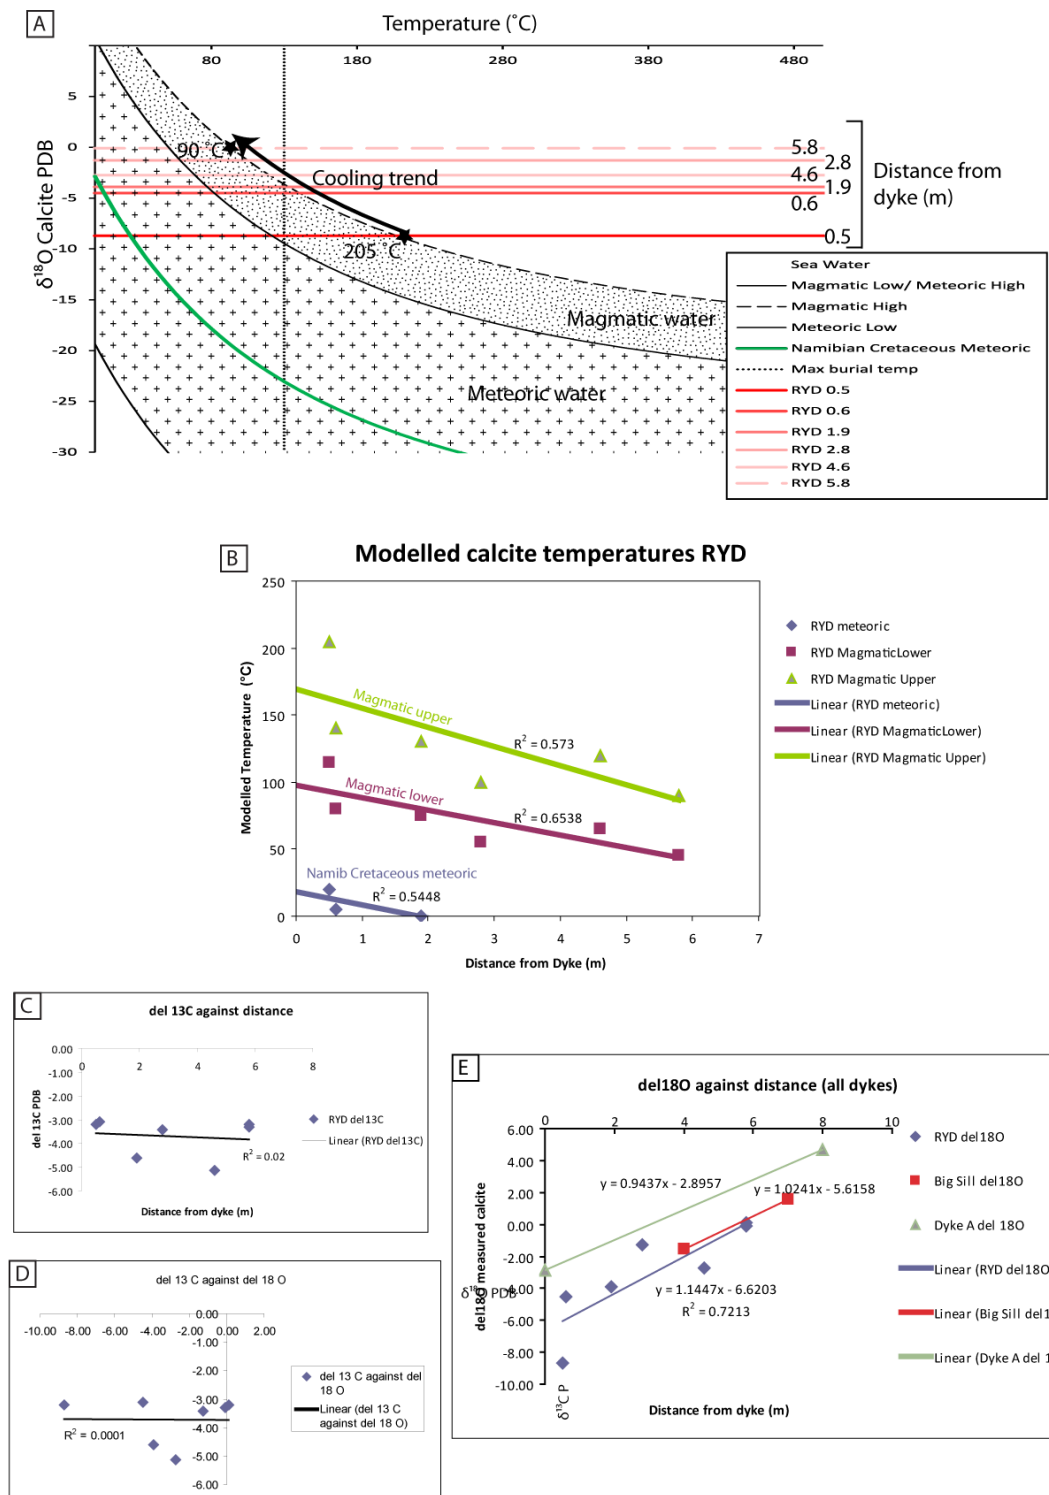 A
Temperature (˚C)
80
180
280
380
480
5
0
-5
-10
-15
-20
-25
-30
δ¹⁸O Calcite PDB
90 ˚C
Cooling trend
205 ˚C
Magmatic water
Meteoric water
5.8
2.8
4.6
1.9
0.6
0.5
Distance from
dyke (m)
Sea Water
Magmatic Low/ Meteoric High
Magmatic High
Meteoric Low
Namibian Cretaceous Meteoric
Max burial temp
RYD 0.5
RYD 0.6
RYD 1.9
RYD 2.8
RYD 4.6
RYD 5.8
B
Modelled calcite temperatures RYD
250
200
150
100
50
0
Modelled Temperature (°C)
Magmatic upper
R² = 0.573
Magmatic lower
R² = 0.6538
Namib Cretaceous meteoric
R² = 0.5448
0 1 2 3 4 5 6 7
Distance from Dyke (m)
RYD meteoric
RYD MagmaticLower
RYD Magmatic Upper
Linear (RYD meteoric)
Linear (RYD MagmaticLower)
Linear (RYD Magmatic Upper)
C
del 13C against distance
0.00
-1.00
-2.00
-3.00
-4.00
-5.00
-6.00
0 2 4 6 8
del 13C PDB
R² = 0.02
Distance from dyke (m)
RYD del13C
Linear (RYD del13C)
D
del 13 C against del 18 O
-10.00 -8.00 -6.00 -4.00 -2.00 0.00 2.00
0.00
-1.00
-2.00
-3.00
-4.00
-5.00
-6.00
R² = 0.0001
del 13 C against del
18 O
Linear (del 13 C
against del 18 O)
E
del18O against distance (all dykes)
0 2 4 6 8 10
6.00
4.00
2.00
0.00
-2.00
-4.00
-6.00
-8.00
-10.00
del18O measured calcite
δ¹⁸O PDB
δ¹³C P
y = 0.9437x - 2.8957
y = 1.0241x - 5.6158
y = 1.1447x - 6.6203
R² = 0.7213
Distance from dyke (m)
RYD del18O
Big Sill del18O
Dyke A del 18O
Linear (RYD del18O
Linear (Big Sill del1
Linear (Dyke A del 1